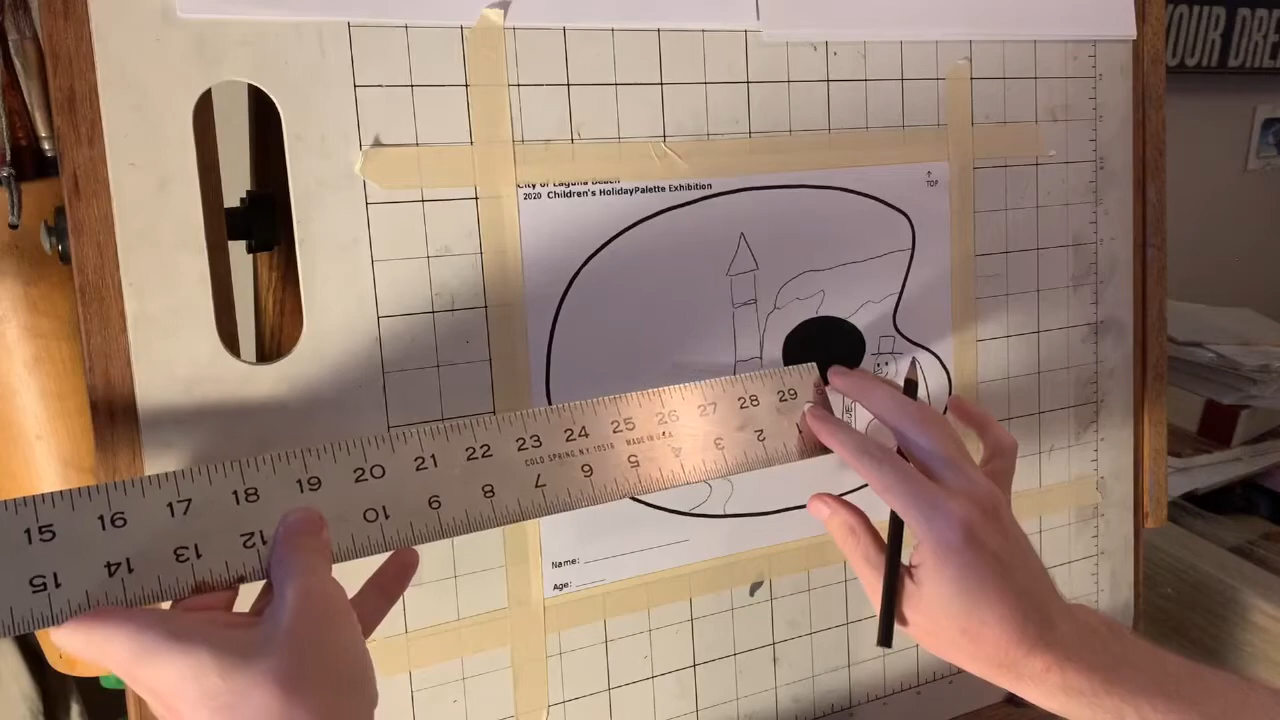 YOUR DRE
City of Laguna Beach
2020 Children's HolidayPalette Exhibition
TOP
15 16 17 18 19 20 21 22 23 24 25 26 27 28 29
COLD SPRING, N.Y. 10516 MADE IN U.S.A.
15 14 13 12 10 9 8 7 6 5 4 3 2 1
Name:
Age: